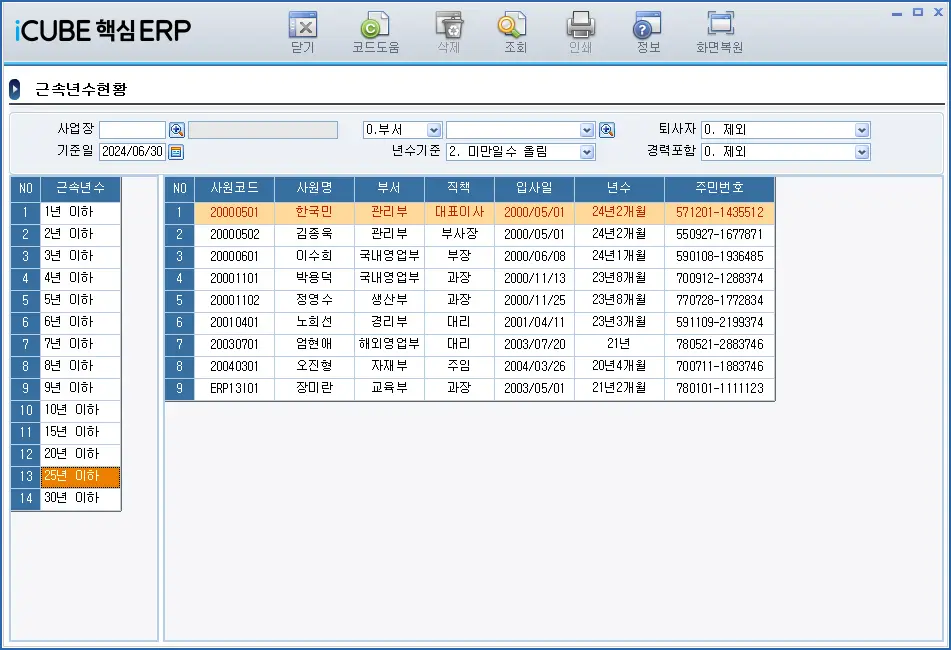 iCUBE 핵심ERP
닫기 코드도움 삭제 조회 인쇄 정보 화면복원
근속년수현황
사업장 0.부서 퇴사자 0. 제외
기준일 2024/06/30 년수기준 2. 미만일수 올림 경력포함 0. 제외
NO 근속년수
1 1년 이하
2 2년 이하
3 3년 이하
4 4년 이하
5 5년 이하
6 6년 이하
7 7년 이하
8 8년 이하
9 9년 이하
10 10년 이하
11 15년 이하
12 20년 이하
13 25년 이하
14 30년 이하
NO 사원코드 사원명 부서 직책 입사일 년수 주민번호
1 20000501 한국민 관리부 대표이사 2000/05/01 24년2개월 571201-1435512
2 20000502 김종욱 관리부 부사장 2000/05/01 24년2개월 550927-1677871
3 20000601 이수희 국내영업부 부장 2000/06/08 24년1개월 590108-1936485
4 20001101 박용덕 국내영업부 과장 2000/11/13 23년8개월 700912-1288374
5 20001102 정영수 생산부 과장 2000/11/25 23년8개월 770728-1772834
6 20010401 노희선 경리부 대리 2001/04/11 23년3개월 591109-2199374
7 20030701 엄현애 해외영업부 대리 2003/07/20 21년 780521-2883746
8 20040301 오진형 자재부 주임 2004/03/26 20년4개월 700711-1883746
9 ERP13I01 장미란 교육부 과장 2003/05/01 21년2개월 780101-1111123